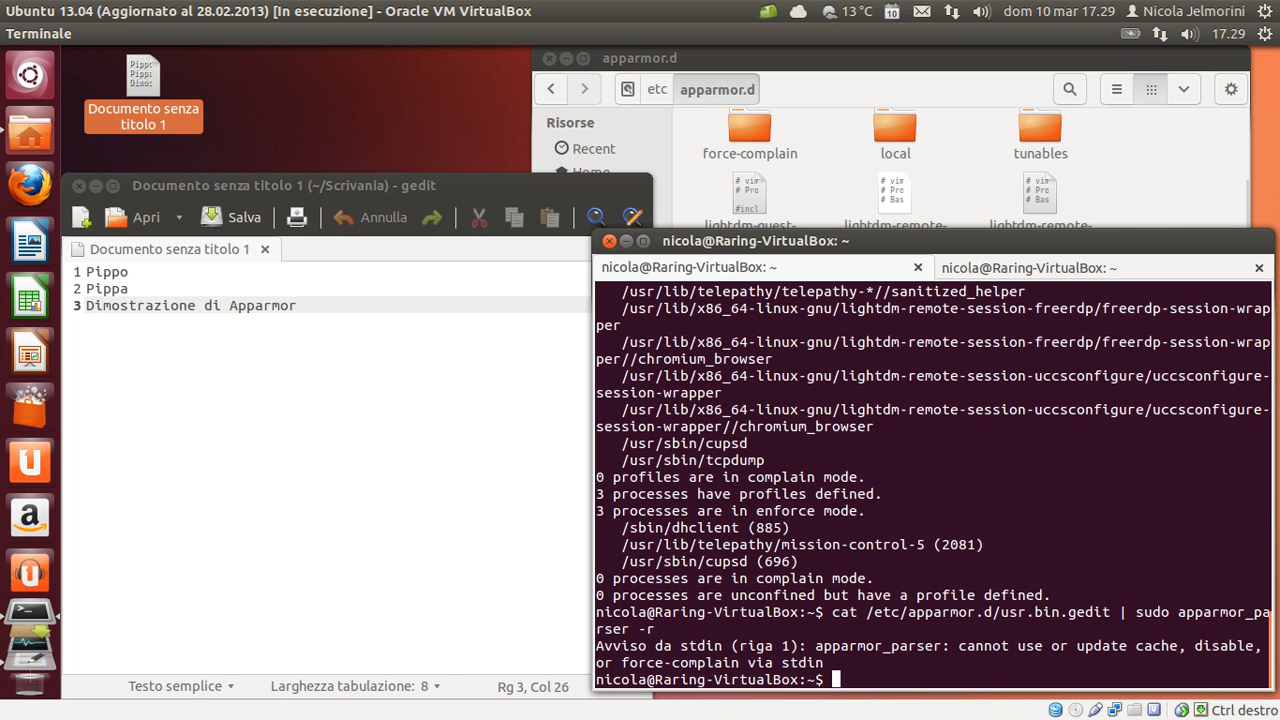 Ubuntu 13.04 (Aggiornato al 28.02.2013) [In esecuzione] - Oracle VM VirtualBox
13 °C
10
dom 10 mar 17.29
Nicola Jelmorini
Terminale
17.29
Documento senza
titolo 1
apparmor.d
etc
apparmor.d
Risorse
Recent
Home
force-complain
local
tunables
lightdm-guest-
lightdm-remote-
lightdm-remote-
Documento senza titolo 1 (~/Scrivania) - gedit
Apri
Salva
Annulla
Documento senza titolo 1
1 Pippo
2 Pippa
3 Dimostrazione di Apparmor
Testo semplice
Larghezza tabulazione: 8
Rg 3, Col 26
nicola@Raring-VirtualBox: ~
nicola@Raring-VirtualBox: ~
nicola@Raring-VirtualBox: ~
/usr/lib/telepathy/telepathy-*//sanitized_helper
/usr/lib/x86_64-linux-gnu/lightdm-remote-session-freerdp/freerdp-session-wrap
per
/usr/lib/x86_64-linux-gnu/lightdm-remote-session-freerdp/freerdp-session-wrap
per//chromium_browser
/usr/lib/x86_64-linux-gnu/lightdm-remote-session-uccsconfigure/uccsconfigure-
session-wrapper
/usr/lib/x86_64-linux-gnu/lightdm-remote-session-uccsconfigure/uccsconfigure-
session-wrapper//chromium_browser
/usr/sbin/cupsd
/usr/sbin/tcpdump
0 profiles are in complain mode.
3 processes have profiles defined.
3 processes are in enforce mode.
/sbin/dhclient (885)
/usr/lib/telepathy/mission-control-5 (2081)
/usr/sbin/cupsd (696)
0 processes are in complain mode.
0 processes are unconfined but have a profile defined.
nicola@Raring-VirtualBox:~$ cat /etc/apparmor.d/usr.bin.gedit | sudo apparmor_pa
rser -r
Avviso da stdin (riga 1): apparmor_parser: cannot use or update cache, disable,
or force-complain via stdin
nicola@Raring-VirtualBox:~$
Ctrl destro